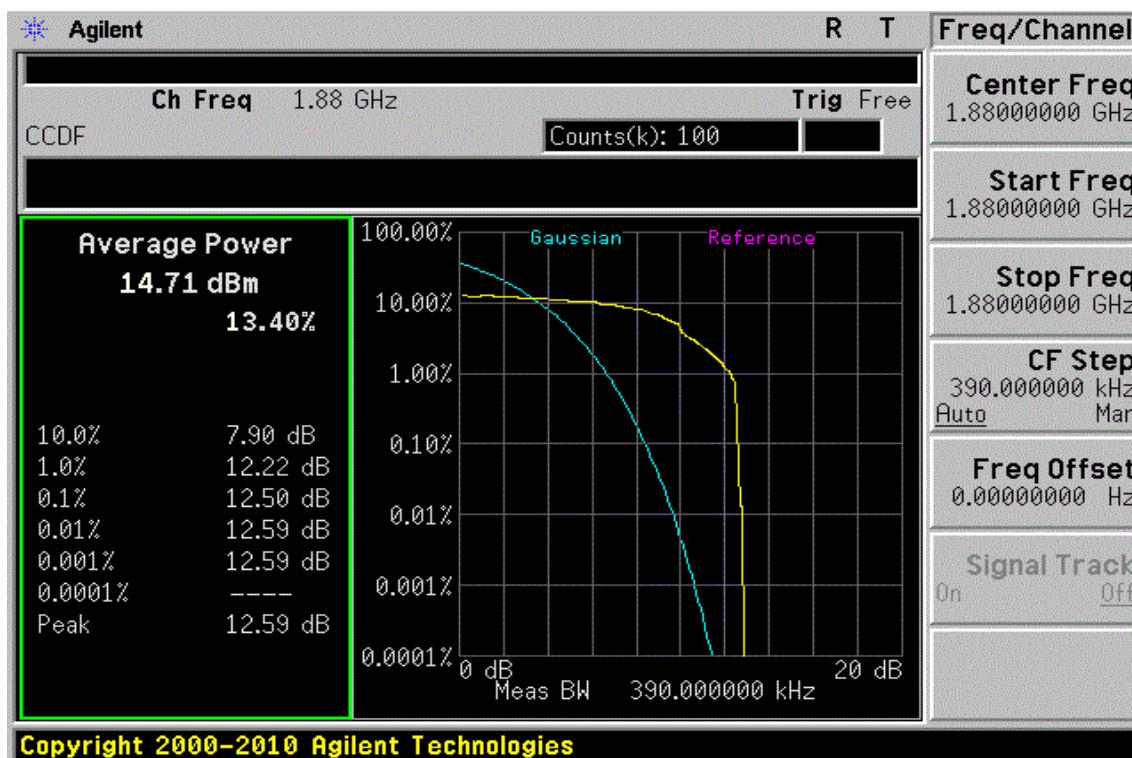 Agilent R T
Ch Freq 1.88 GHz Trig Free
CCDF Counts(k): 100
Average Power
14.71 dBm
13.40%
10.0% 7.90 dB
1.0% 12.22 dB
0.1% 12.50 dB
0.01% 12.59 dB
0.001% 12.59 dB
0.0001% ----
Peak 12.59 dB
Gaussian Reference
100.00%
10.00%
1.00%
0.10%
0.01%
0.001%
0.0001%
0 dB 20 dB
Meas BW 390.000000 kHz
Freq/Channel
Center Freq
1.88000000 GHz
Start Freq
1.88000000 GHz
Stop Freq
1.88000000 GHz
CF Step
390.000000 kHz
Auto Man
Freq Offset
0.00000000 Hz
Signal Track
On Off
Copyright 2000-2010 Agilent Technologies